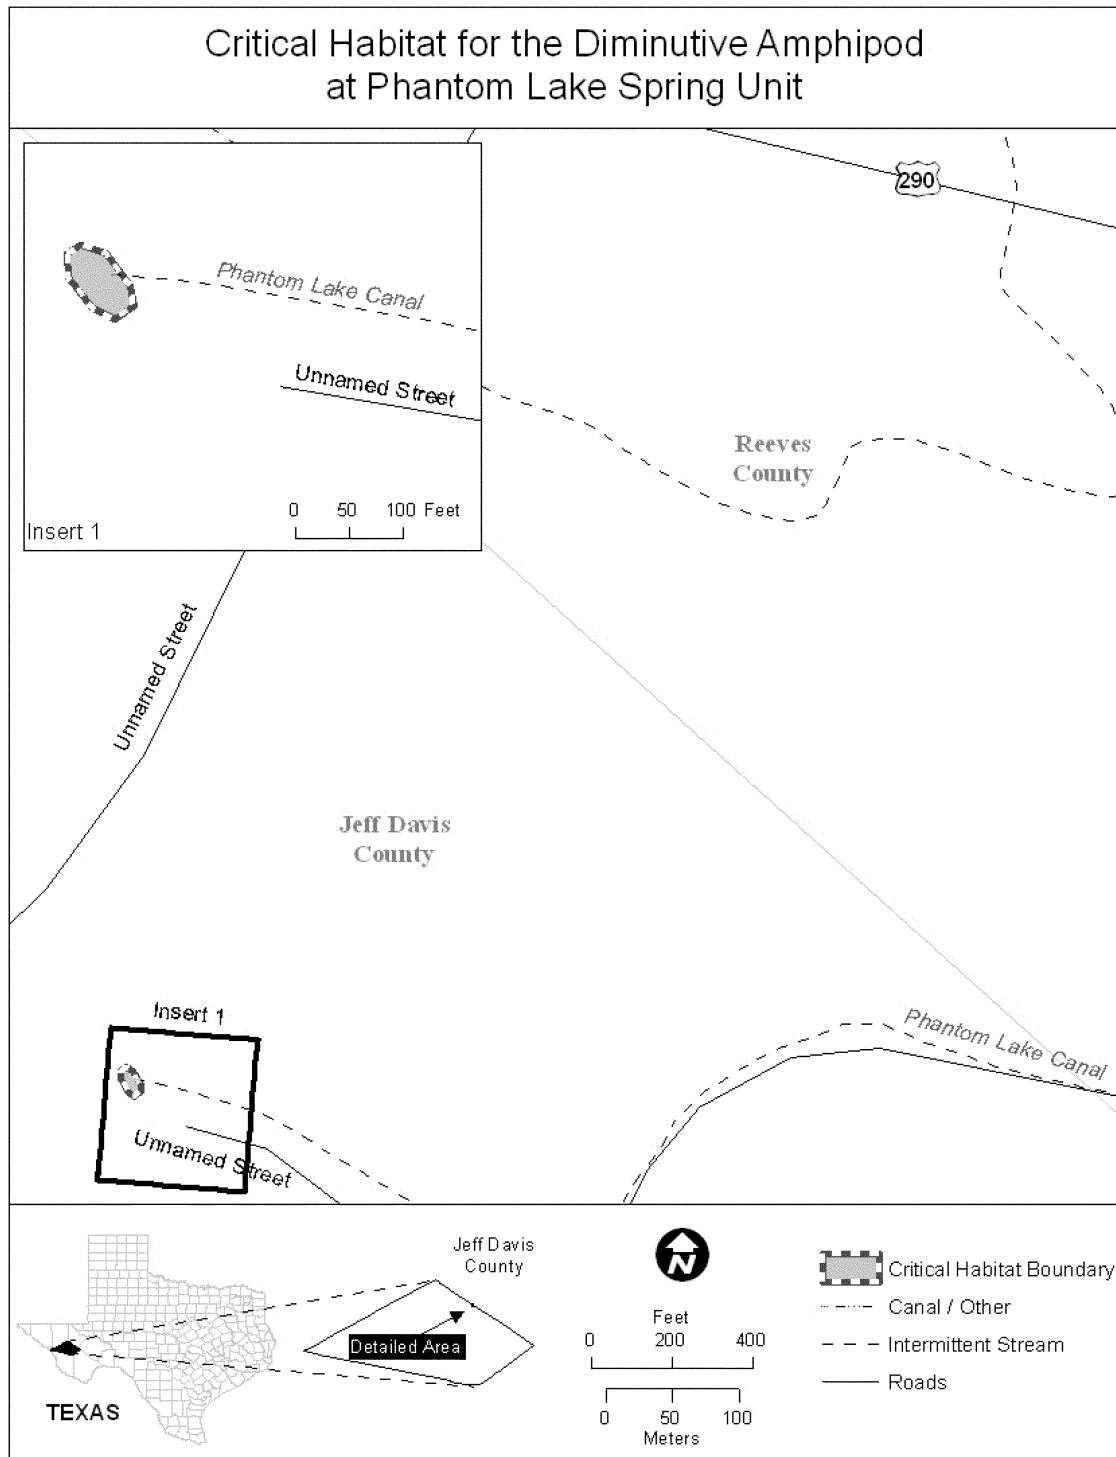 Critical Habitat for the Diminutive Amphipod
at Phantom Lake Spring Unit
290
Phantom Lake Canal
Unnamed Street
0 50 100 Feet
Insert 1
Reeves
County
Unnamed Street
Jeff Davis
County
Insert 1
Unnamed Street
Phantom Lake Canal
TEXAS
Jeff Davis
County
Detailed Area
N
Feet
0 200 400
0 50 100
Meters
Critical Habitat Boundary
Canal / Other
Intermittent Stream
Roads